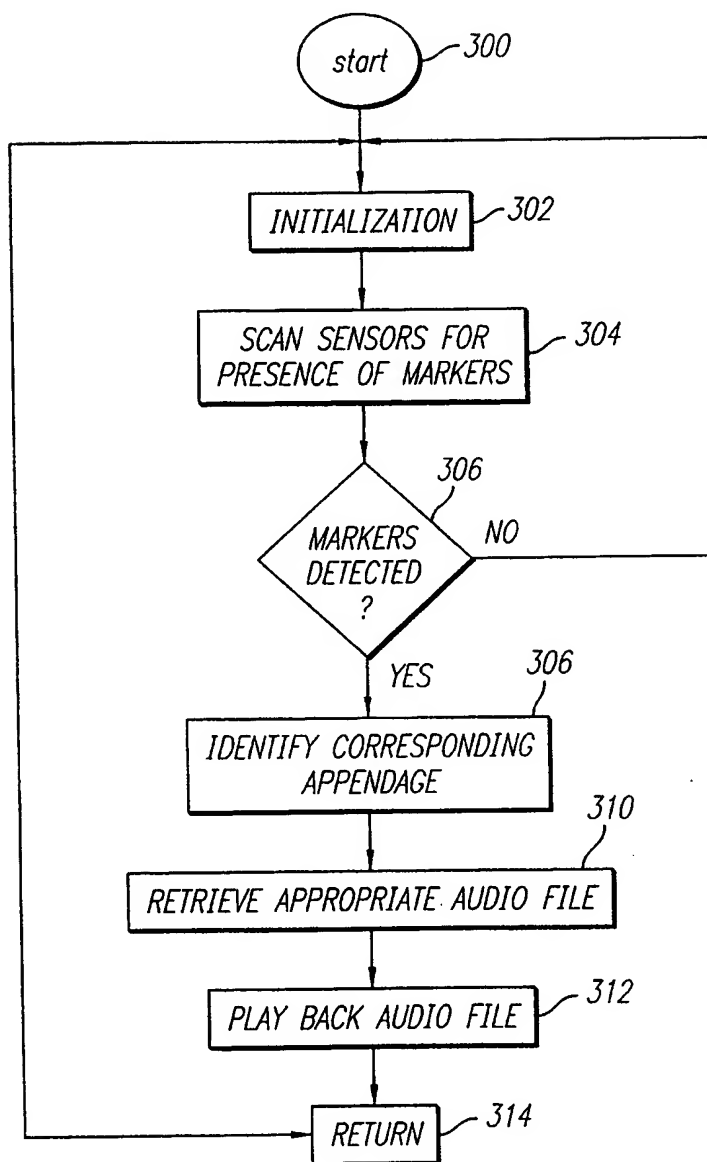 start
300
INITIALIZATION
302
SCAN SENSORS FOR
PRESENCE OF MARKERS
304
306
MARKERS
DETECTED
?
NO
YES
306
IDENTIFY CORRESPONDING
APPENDAGE
310
RETRIEVE APPROPRIATE AUDIO FILE
PLAY BACK AUDIO FILE
312
RETURN
314